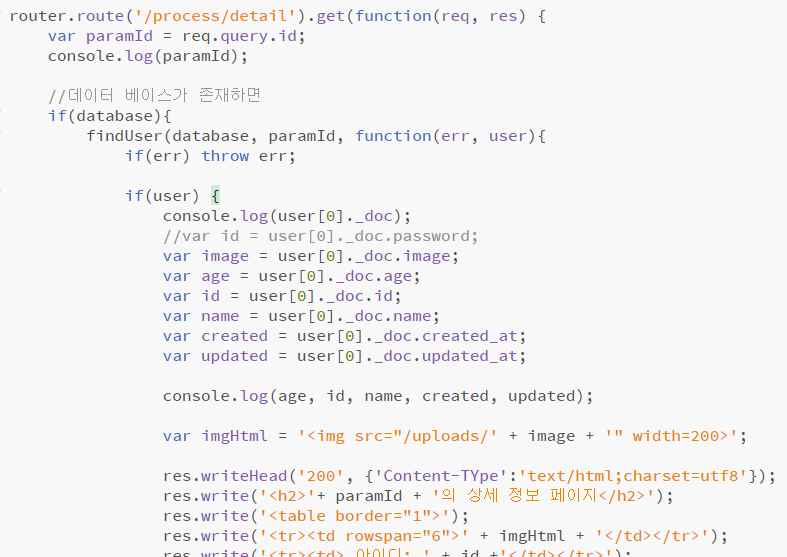 router.route('/process/detail').get(function(req, res) {
    var paramId = req.query.id;
    console.log(paramId);

    //데이터 베이스가 존재하면
    if(database){
        findUser(database, paramId, function(err, user){
            if(err) throw err;

            if(user) {
                console.log(user[0]._doc);
                //var id = user[0]._doc.password;
                var image = user[0]._doc.image;
                var age = user[0]._doc.age;
                var id = user[0]._doc.id;
                var name = user[0]._doc.name;
                var created = user[0]._doc.created_at;
                var updated = user[0]._doc.updated_at;

                console.log(age, id, name, created, updated);

                var imgHtml = '<img src="/uploads/' + image + '" width=200>';

                res.writeHead('200', {'Content-TYpe':'text/html;charset=utf8'});
                res.write('<h2>'+ paramId + '의 상세 정보 페이지</h2>');
                res.write('<table border="1">');
                res.write('<tr><td rowspan="6">' + imgHtml + '</td></tr>');
                res.write('<tr><td> 아이디: ' + id +'</td></tr>');